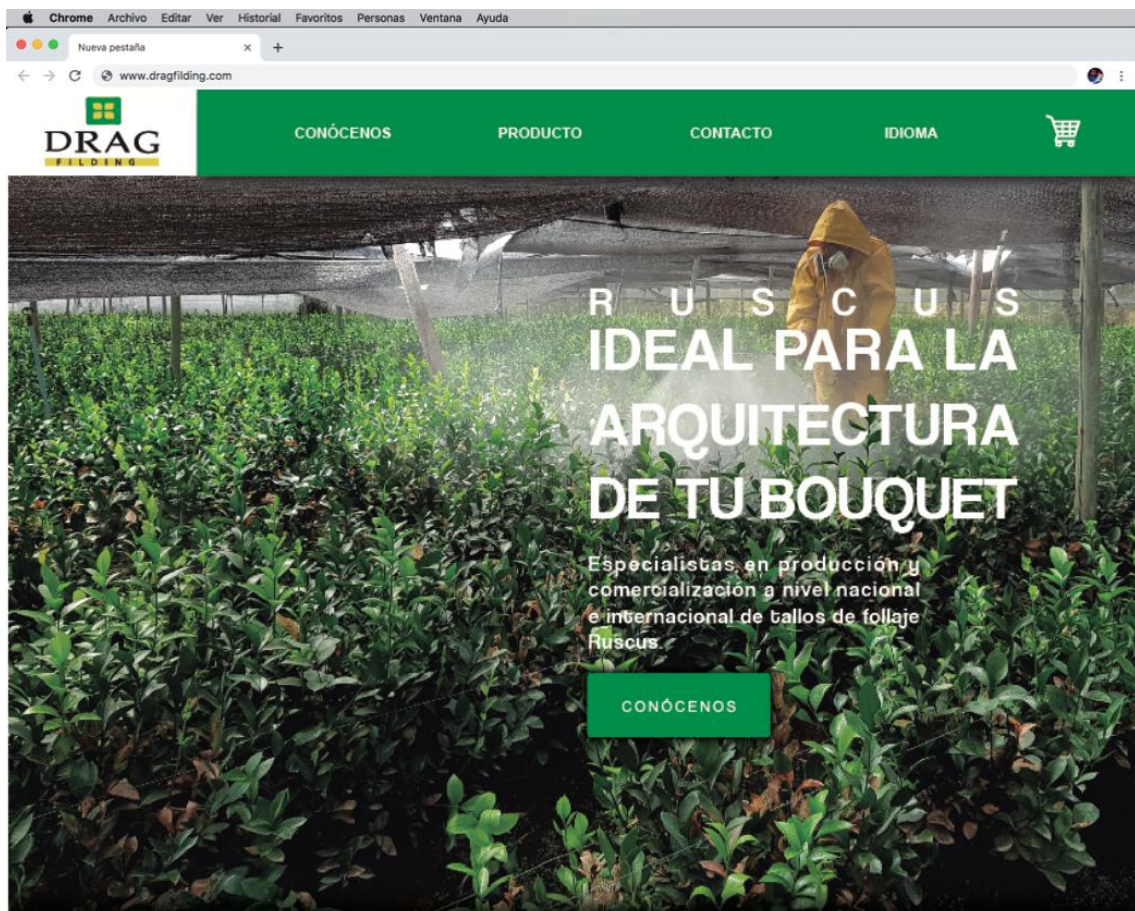 Chrome Archivo Editar Ver Historial Favoritos Personas Ventana Ayuda
Nueva pestaña
www.dragfilding.com
DRAG
FILDING
CONÓCENOS PRODUCTO CONTACTO IDIOMA
RUSCUS
IDEAL PARA LA
ARQUITECTURA
DE TU BOUQUET
Especialistas en producción y
comercialización a nivel nacional
e internacional de tallos de follaje
Ruscus.
CONÓCENOS